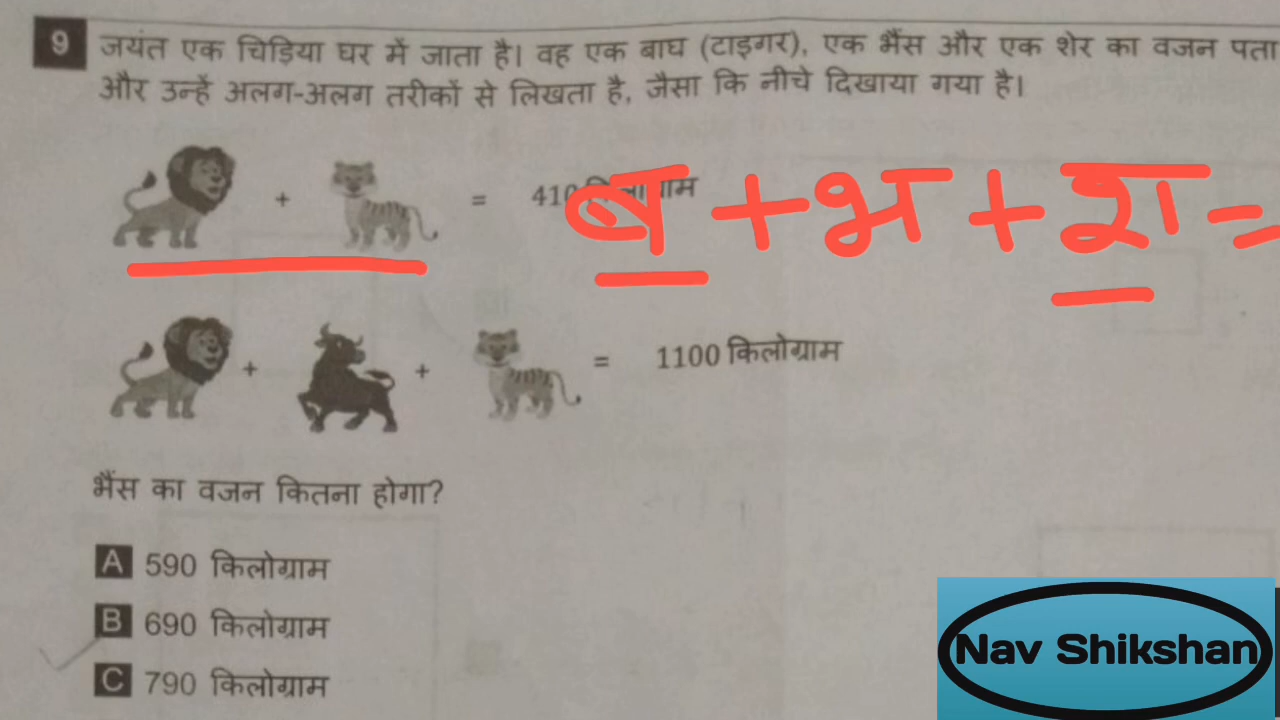 9 जयंत एक चिड़िया घर में जाता है। वह एक बाघ (टाइगर), एक भैंस और एक शेर का वजन पता
और उन्हें अलग-अलग तरीकों से लिखता है, जैसा कि नीचे दिखाया गया है।
+ = 410 ब + भ + श =
+ + = 1100 किलोग्राम
भैंस का वजन कितना होगा?
A 590 किलोग्राम
B 690 किलोग्राम
C 790 किलोग्राम
Nav Shikshan